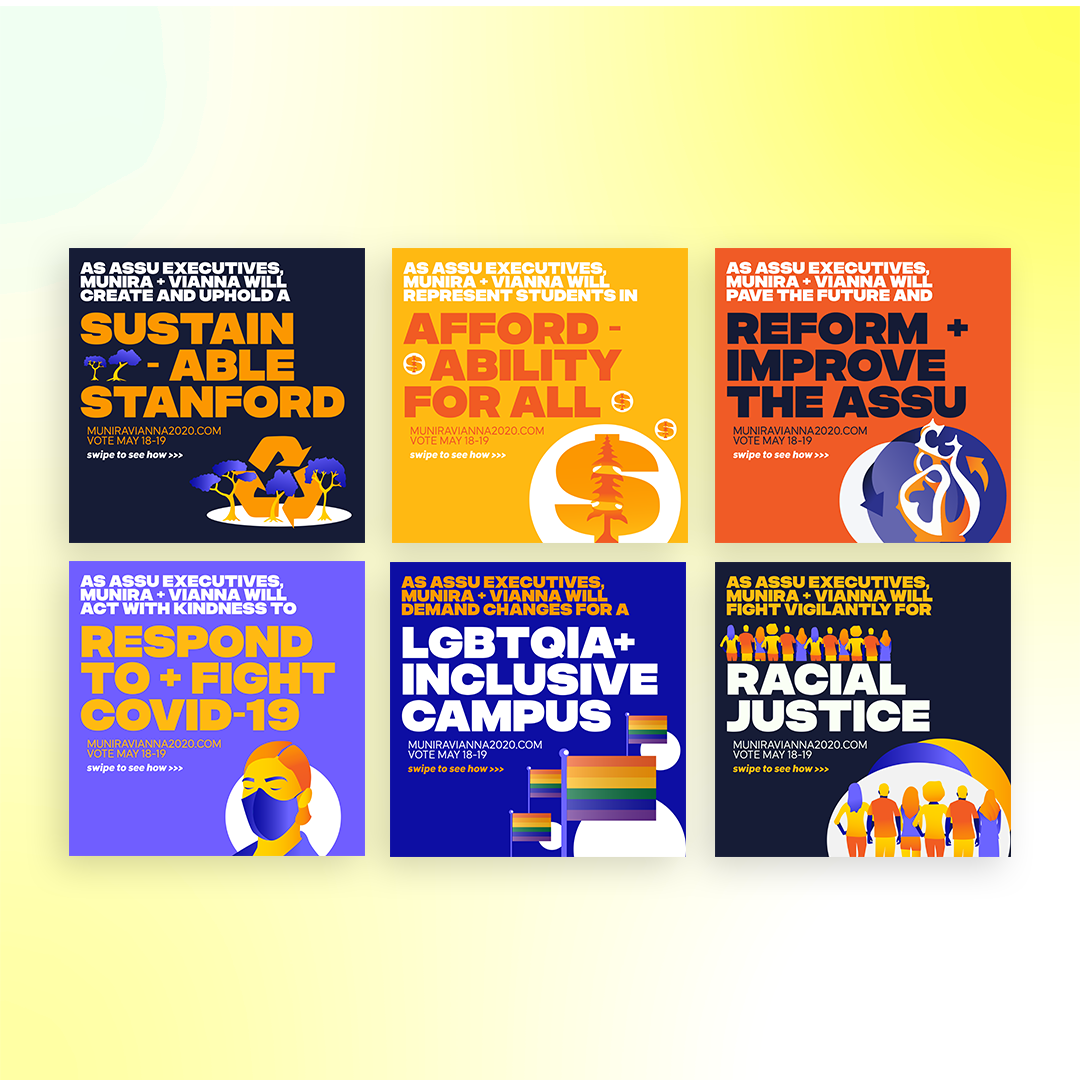 AS ASSU EXECUTIVES,
MUNIRA + VIANNA WILL
CREATE AND UPHOLD A
SUSTAIN
- ABLE
STANFORD
MUNIRAVIANNA2020.COM
VOTE MAY 18-19
swipe to see how >>>
AS ASSU EXECUTIVES,
MUNIRA + VIANNA WILL
REPRESENT STUDENTS IN
AFFORD -
ABILITY
FOR ALL
MUNIRAVIANNA2020.COM
VOTE MAY 18-19
swipe to see how >>>
AS ASSU EXECUTIVES,
MUNIRA + VIANNA WILL
PAVE THE FUTURE AND
REFORM +
IMPROVE
THE ASSU
MUNIRAVIANNA2020.COM
VOTE MAY 18-19
swipe to see how >>>
AS ASSU EXECUTIVES,
MUNIRA + VIANNA WILL
ACT WITH KINDNESS TO
RESPOND
TO + FIGHT
COVID-19
MUNIRAVIANNA2020.COM
VOTE MAY 18-19
swipe to see how >>>
AS ASSU EXECUTIVES,
MUNIRA + VIANNA WILL
DEMAND CHANGES FOR A
LGBTQIA+
INCLUSIVE
CAMPUS
MUNIRAVIANNA2020.COM
VOTE MAY 18-19
swipe to see how >>>
AS ASSU EXECUTIVES,
MUNIRA + VIANNA WILL
FIGHT VIGILANTLY FOR
RACIAL
JUSTICE
MUNIRAVIANNA2020.COM
VOTE MAY 18-19
swipe to see how >>>